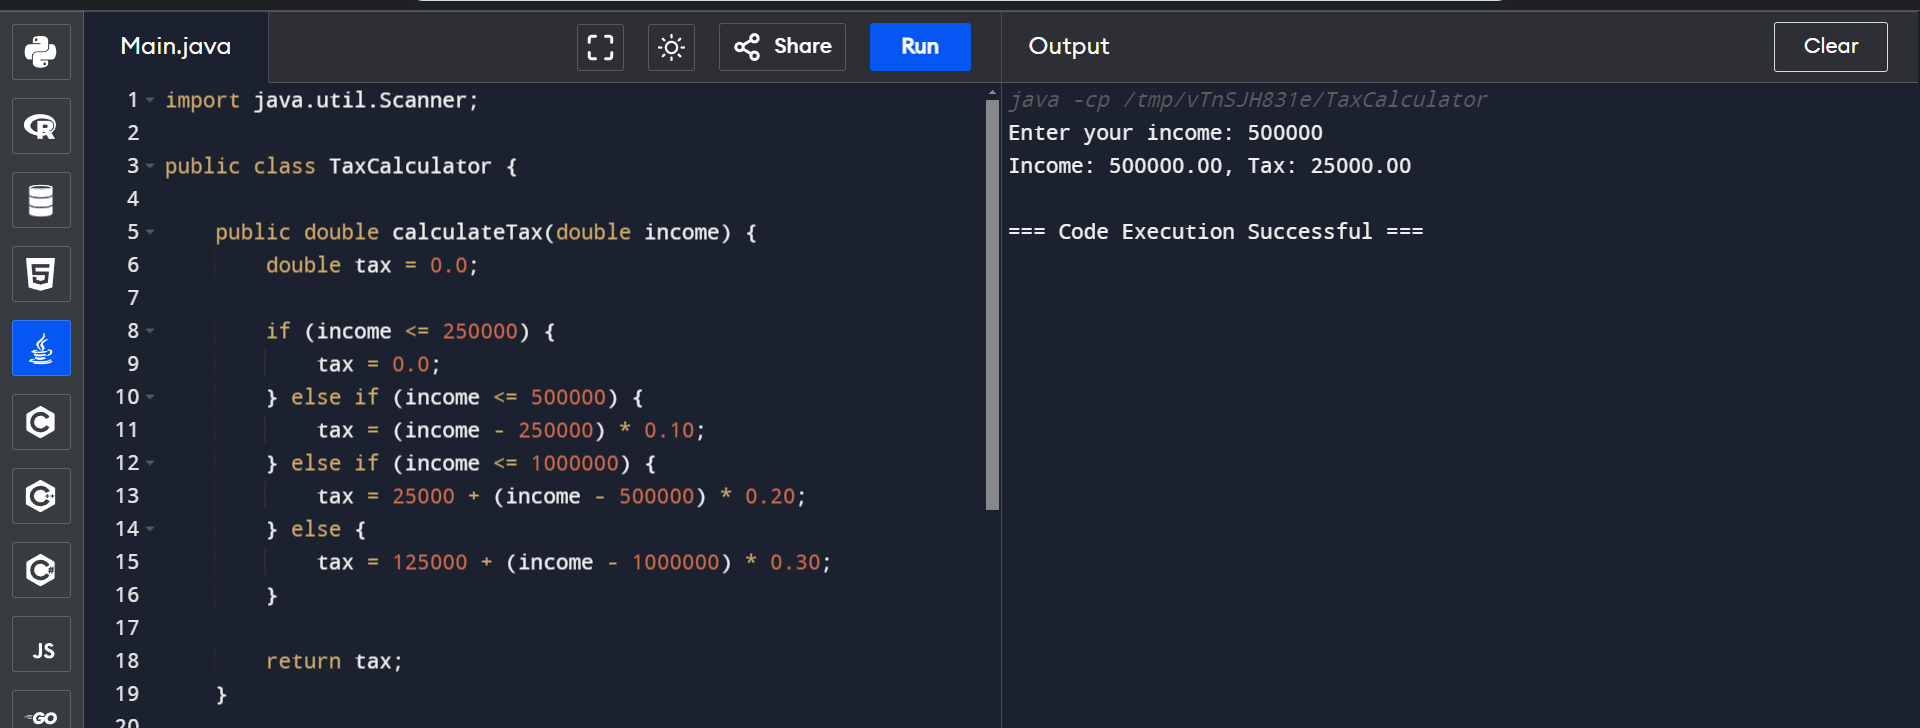 Main.java
Share
Run
Output
Clear
1 import java.util.Scanner;
2
3 public class TaxCalculator {
4
5     public double calculateTax(double income) {
6         double tax = 0.0;
7
8         if (income <= 250000) {
9             tax = 0.0;
10         } else if (income <= 500000) {
11             tax = (income - 250000) * 0.10;
12         } else if (income <= 1000000) {
13             tax = 25000 + (income - 500000) * 0.20;
14         } else {
15             tax = 125000 + (income - 1000000) * 0.30;
16         }
17
18         return tax;
19     }
20
java -cp /tmp/vTnSJH831e/TaxCalculator
Enter your income: 500000
Income: 500000.00, Tax: 25000.00
=== Code Execution Successful ===
R
5
C
C++
C#
JS
GO